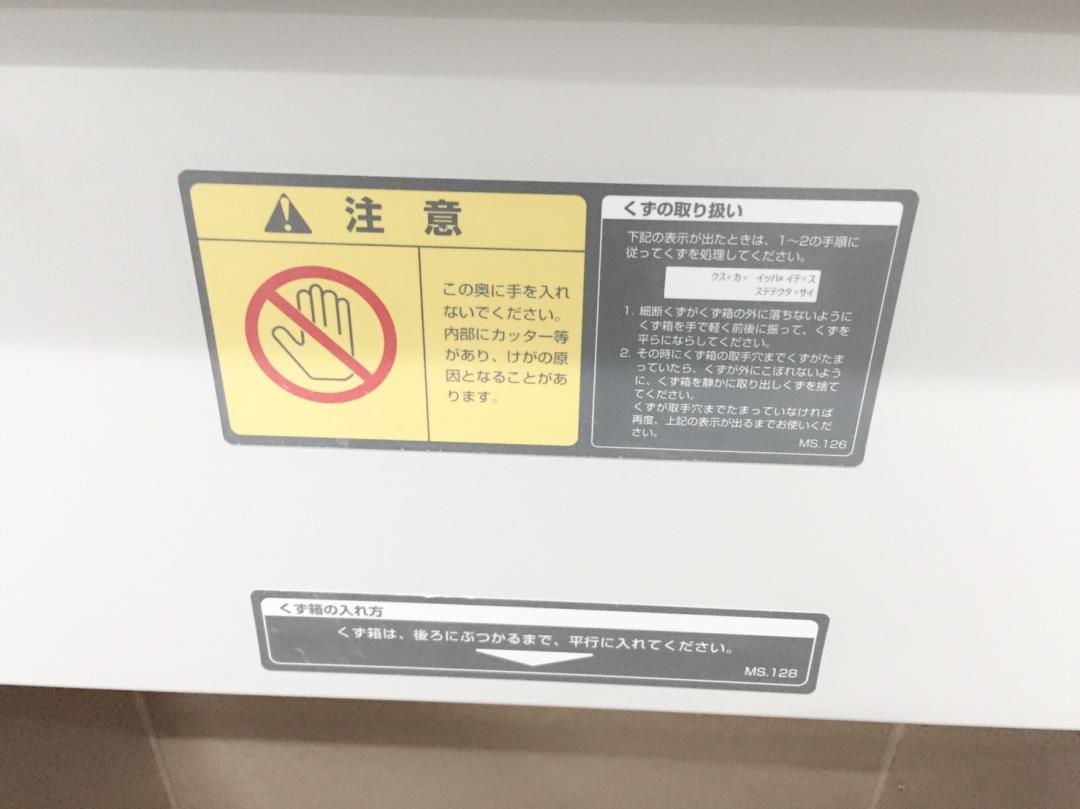 注意
この奥に手を入れ
ないでください。
内部にカッター等
があり、けがの原
因となることがあ
ります。
くずの取り扱い
下記の表示が出たときは、1～2の手順に
従ってくずを処理してください。
クス゛カ゛ イッハ゜イテ゛ス
ステテクタ゛サイ
1. 細断くずがくず箱の外に落ちないように
くず箱を手で軽く前後に振って、くずを
平らにならしてください。
2. その時にくず箱の取手穴までくずがたま
っていたら、くずが外にこぼれないよう
に、くず箱を静かに取り出しくずを捨て
てください。
くずが取手穴までたまっていなければ
再度、上記の表示が出るまでお使いくだ
さい。
MS.126
くず箱の入れ方
くず箱は、後ろにぶつかるまで、平行に入れてください。
MS.128